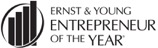 ERNST & YOUNG
ENTREPRENEUR
OF THE YEAR®